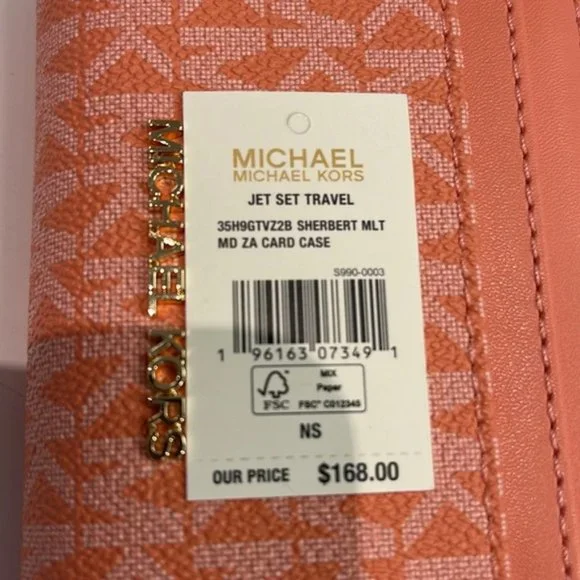 MICHAEL KORS
MICHAEL
MICHAEL KORS
JET SET TRAVEL
35H9GTVZ2B SHERBERT MLT
MD ZA CARD CASE
S990-0003
1 96163 07349 1
FSC
MIX
Paper
FSC® C012345
NS
OUR PRICE $168.00